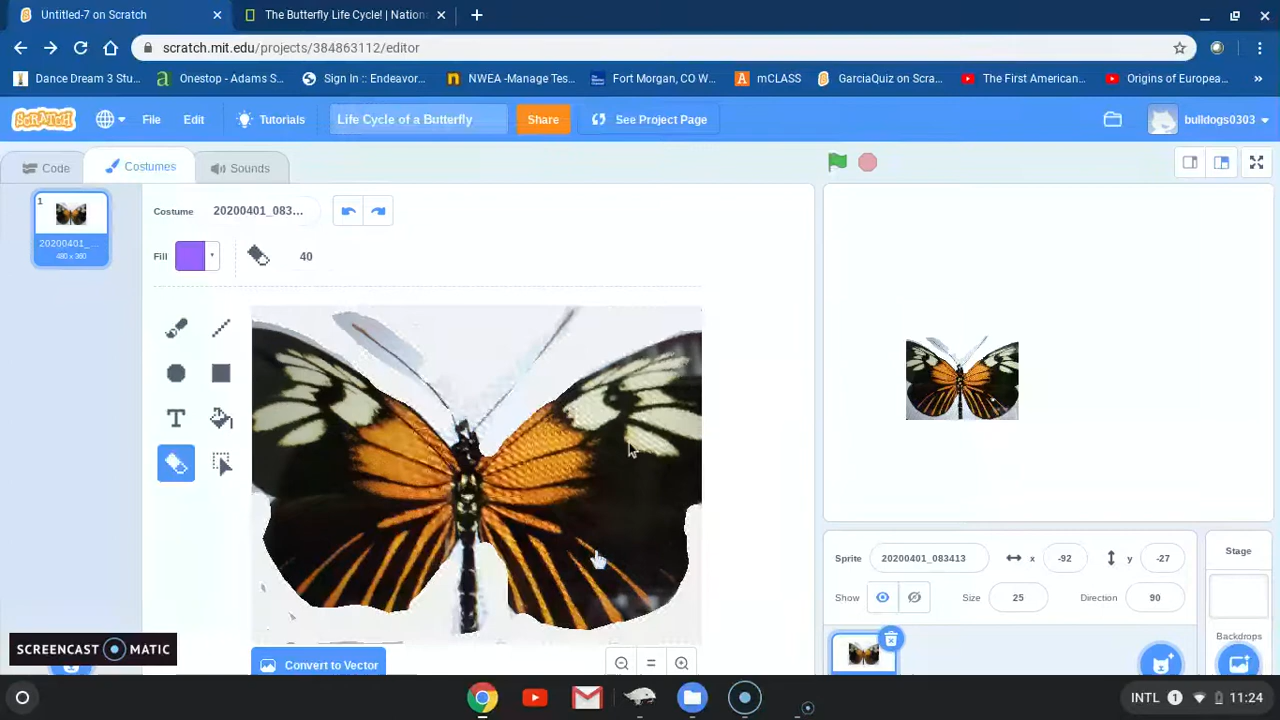 Untitled-7 on Scratch
The Butterfly Life Cycle! | Nation
scratch.mit.edu/projects/384863112/editor
Dance Dream 3 Stu...
Onestop - Adams S...
Sign In :: Endeavor...
NWEA -Manage Tes...
Fort Morgan, CO W...
mCLASS
GarciaQuiz on Scra...
The First American...
Origins of Europea...
»
SCRATCH
File
Edit
Tutorials
Life Cycle of a Butterfly
Share
See Project Page
bulldogs0303
Code
Costumes
Sounds
1
20200401_...
480 x 360
Costume
20200401_083...
Fill
40
T
Convert to Vector
Sprite
20200401_083413
x
-92
y
-27
Show
Size
25
Direction
90
Stage
Backdrops
SCREENCAST MATIC
INTL
1
11:24